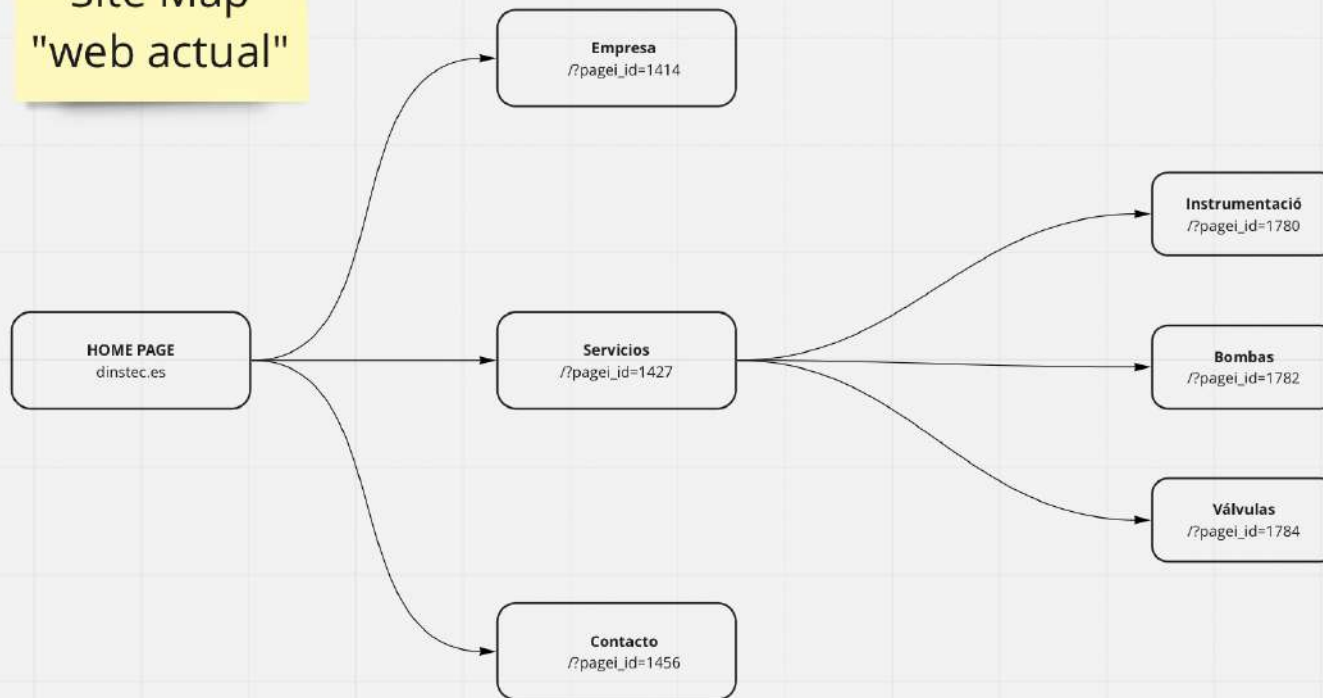 Site Map
"web actual"
Empresa
/?pagei_id=1414
Instrumentació
/?pagei_id=1780
HOME PAGE
dinstec.es
Servicios
/?pagei_id=1427
Bombas
/?pagei_id=1782
Válvulas
/?pagei_id=1784
Contacto
/?pagei_id=1456